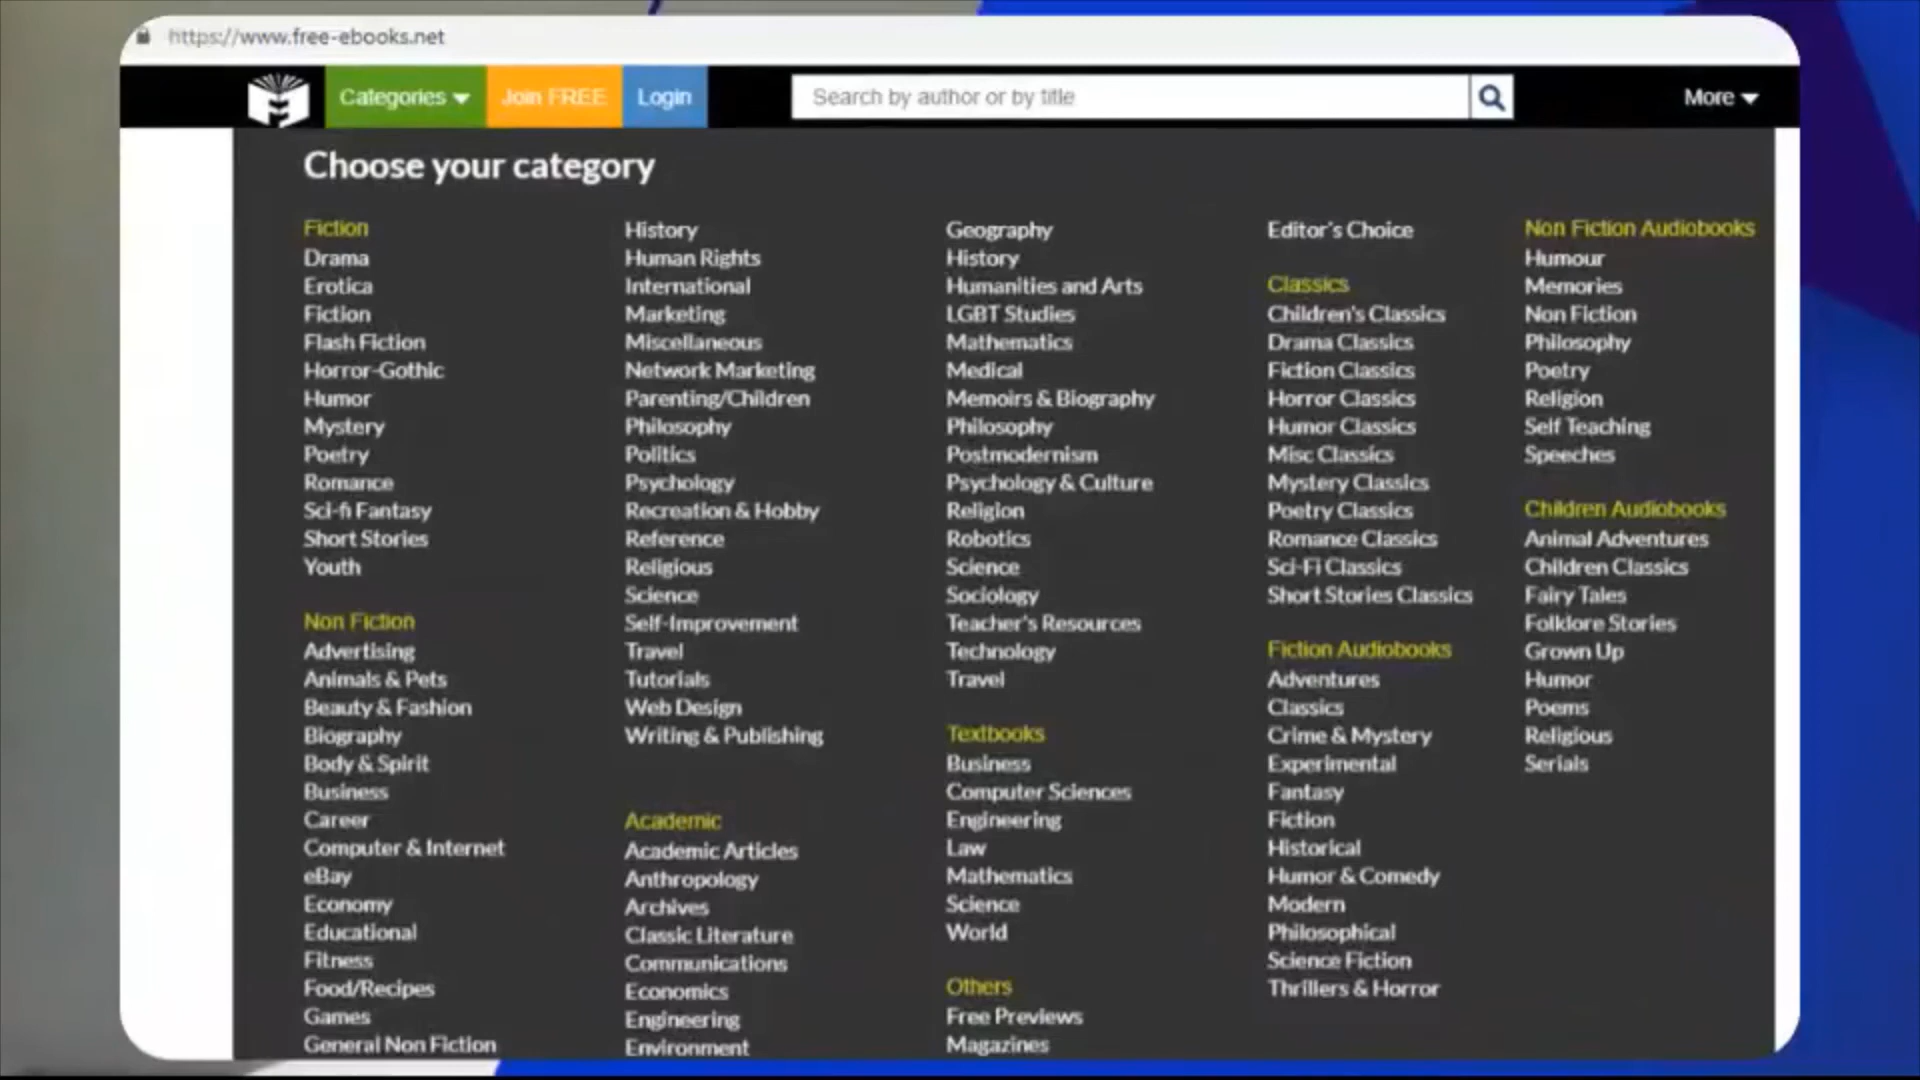 https://www.free-ebooks.net
Categories
Join FREE
Login
Search by author or by title
More
Choose your category
Fiction
Drama
Erotica
Fiction
Flash Fiction
Horror-Gothic
Humor
Mystery
Poetry
Romance
Sci-fi Fantasy
Short Stories
Youth
Non Fiction
Advertising
Animals & Pets
Beauty & Fashion
Biography
Body & Spirit
Business
Career
Computer & Internet
eBay
Economy
Educational
Fitness
Food/Recipes
Games
General Non Fiction
History
Human Rights
International
Marketing
Miscellaneous
Network Marketing
Parenting/Children
Philosophy
Politics
Psychology
Recreation & Hobby
Reference
Religious
Science
Self-Improvement
Travel
Tutorials
Web Design
Writing & Publishing
Academic
Academic Articles
Anthropology
Archives
Classic Literature
Communications
Economics
Engineering
Environment
Geography
History
Humanities and Arts
LGBT Studies
Mathematics
Medical
Memoirs & Biography
Philosophy
Postmodernism
Psychology & Culture
Religion
Robotics
Science
Sociology
Teacher's Resources
Technology
Travel
Textbooks
Business
Computer Sciences
Engineering
Law
Mathematics
Science
World
Others
Free Previews
Magazines
Editor's Choice
Classics
Children's Classics
Drama Classics
Fiction Classics
Horror Classics
Humor Classics
Misc Classics
Mystery Classics
Poetry Classics
Romance Classics
Sci-Fi Classics
Short Stories Classics
Fiction Audiobooks
Adventures
Classics
Crime & Mystery
Experimental
Fantasy
Fiction
Historical
Humor & Comedy
Modern
Philosophical
Science Fiction
Thrillers & Horror
Non Fiction Audiobooks
Humour
Memories
Non Fiction
Philosophy
Poetry
Religion
Self Teaching
Speeches
Children Audiobooks
Animal Adventures
Children Classics
Fairy Tales
Folklore Stories
Grown Up
Humor
Poems
Religious
Serials